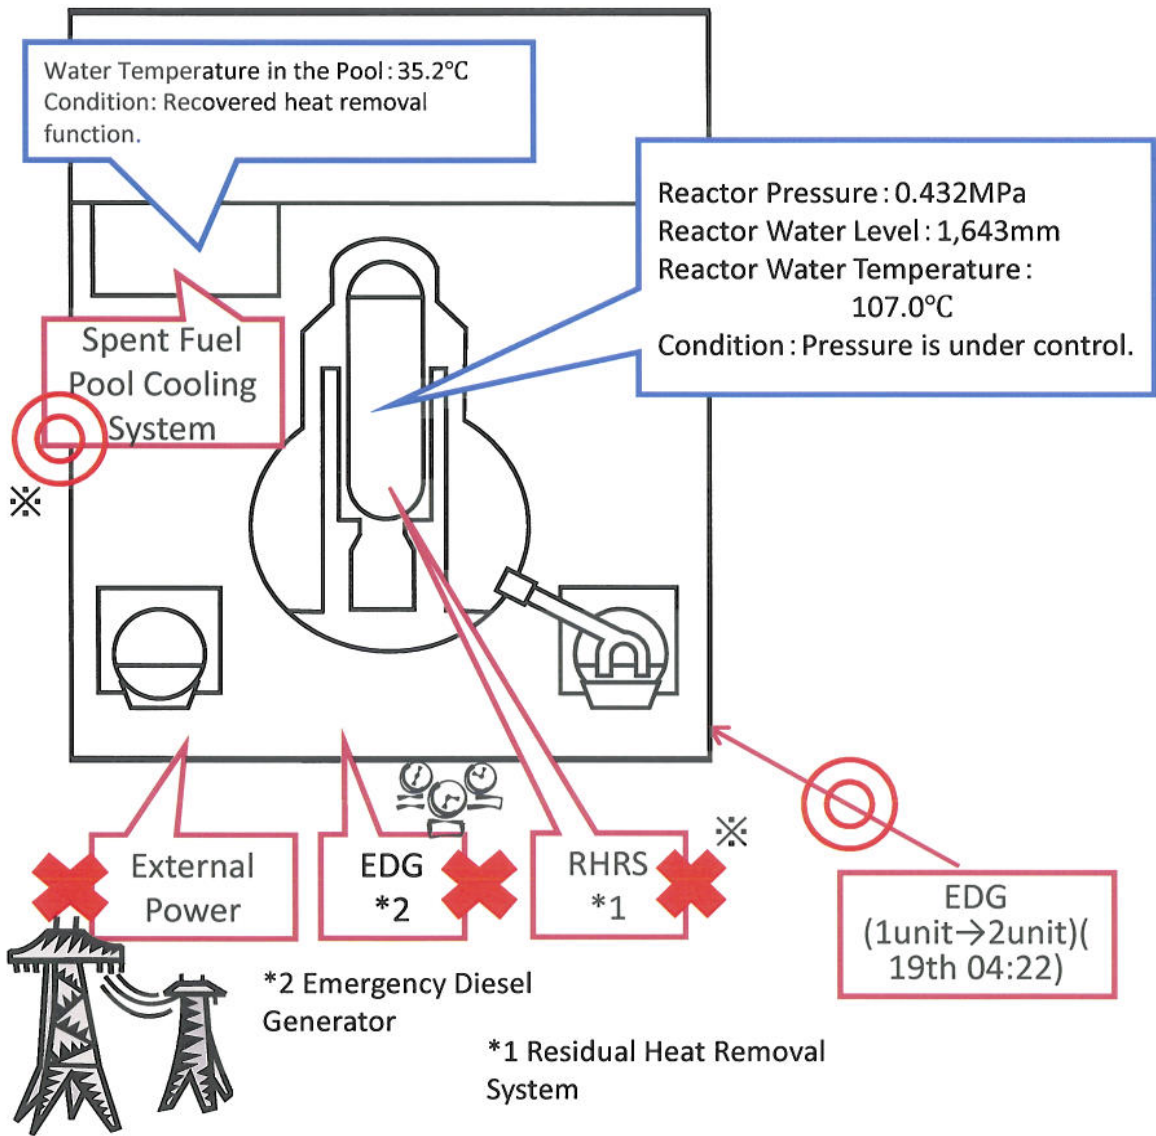 Water Temperature in the Pool : 35.2℃
Condition: Recovered heat removal
function.
Reactor Pressure : 0.432MPa
Reactor Water Level : 1,643mm
Reactor Water Temperature :
107.0℃
Condition : Pressure is under control.
Spent Fuel
Pool Cooling
System
※
External
Power
EDG
*2
RHRS
*1
※
EDG
(1unit→2unit)(
19th 04:22)
*2 Emergency Diesel
Generator
*1 Residual Heat Removal
System